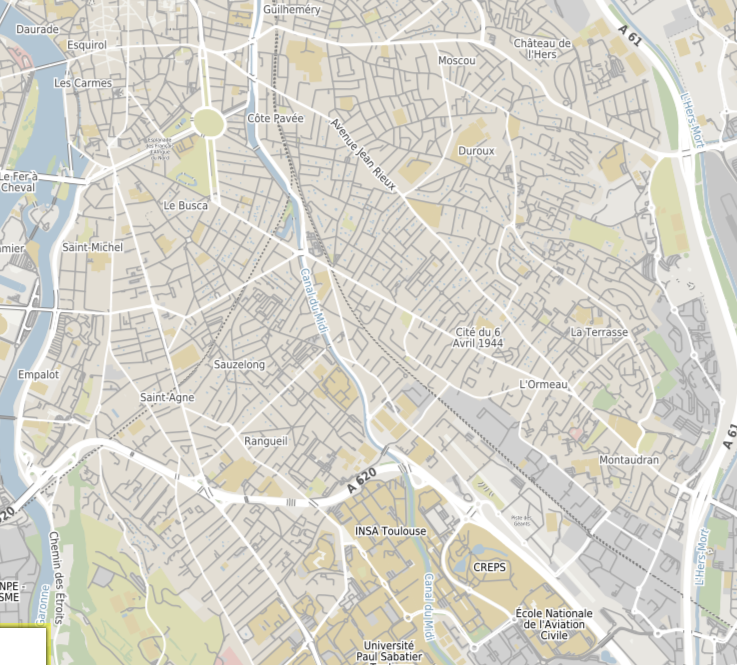 Guilheméry
Daurade
Esquirol
A 61
Château de
l'Hers
Moscou
Les Carmes
L'Hers-Mort
Côte Pavée
Avenue Jean Rieux
Duroux
Le Fer à
Cheval
Le Busca
Saint-Michel
Canal du Midi
Cité du 6
Avril 1944
La Terrasse
Empalot
Sauzelong
L'Ormeau
Saint-Agne
Rangueil
A 61
Montaudran
A 620
INSA Toulouse
Chemin des Étroits
L'Hers-Mort
CREPS
Canal du Midi
Garonne
École Nationale
de l'Aviation
Civile
Université
Paul Sabatier